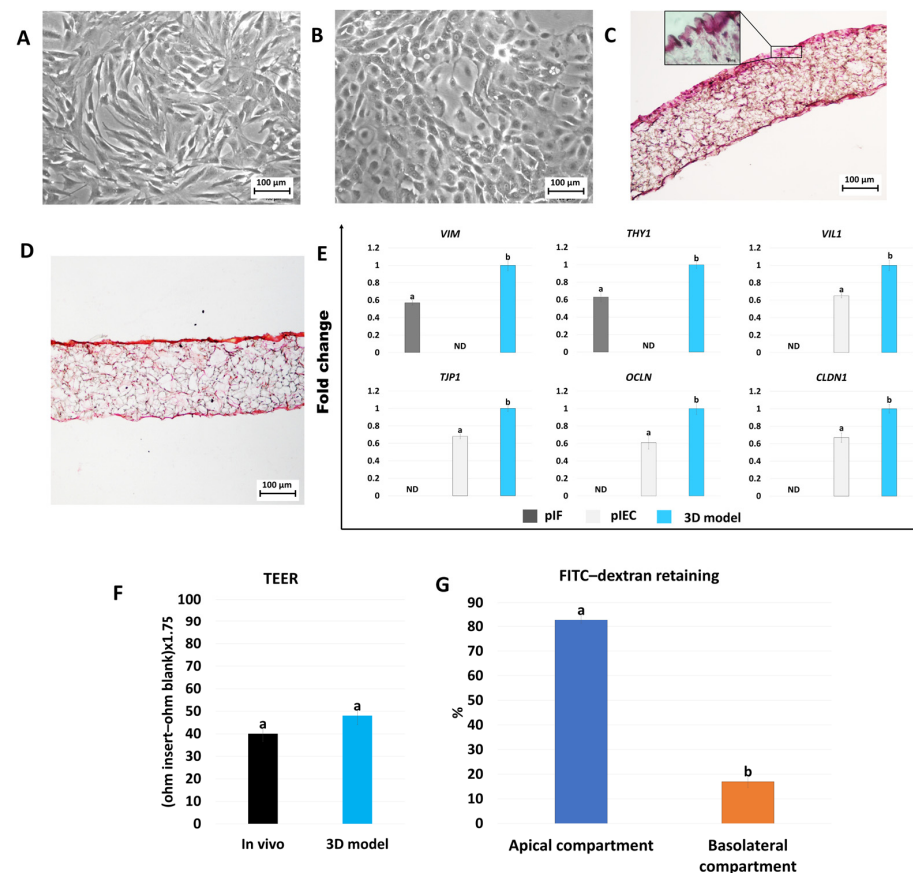 A
100 µm
B
100 µm
C
100 µm
D
100 µm
E
Fold change
VIM
1.2
1
0.8
0.6
0.4
0.2
0
a
ND
b
THY1
1.2
1
0.8
0.6
0.4
0.2
0
a
ND
b
VIL1
1.2
1
0.8
0.6
0.4
0.2
0
ND
a
b
TJP1
1.2
1
0.8
0.6
0.4
0.2
0
ND
a
b
OCLN
1.2
1
0.8
0.6
0.4
0.2
0
ND
a
b
CLDN1
1.2
1
0.8
0.6
0.4
0.2
0
ND
a
b
pIF
pIEC
3D model
F
TEER
(ohm insert–ohm blank)x1.75
100
90
80
70
60
50
40
30
20
10
0
a
a
In vivo
3D model
G
FITC–dextran retaining
%
90
80
70
60
50
40
30
20
10
0
a
b
Apical compartment
Basolateral
compartment